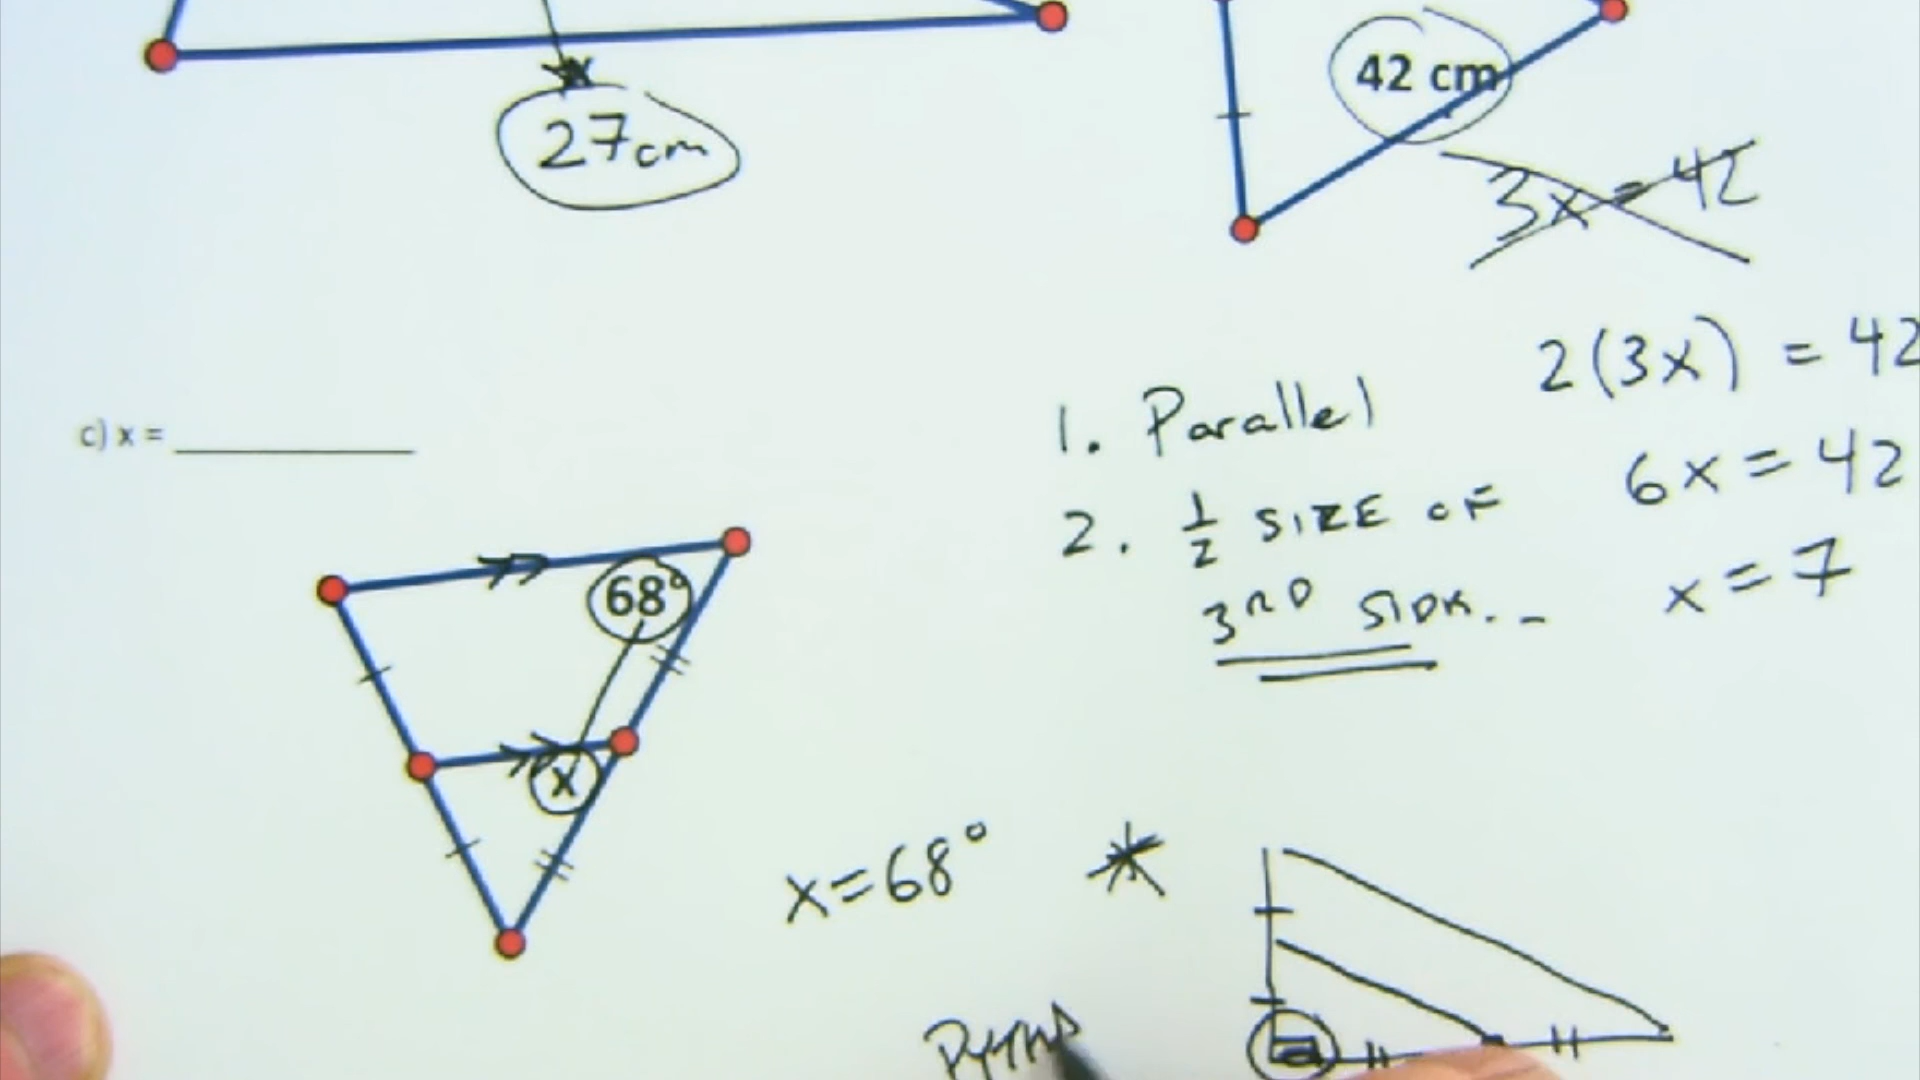 42 cm
27cm
3x = 42
2(3x) = 42
c) x =
1. Parallel
6x = 42
2. 1/2 SIZE OF
3RD SIDE..
x = 7
68°
x
x=68°